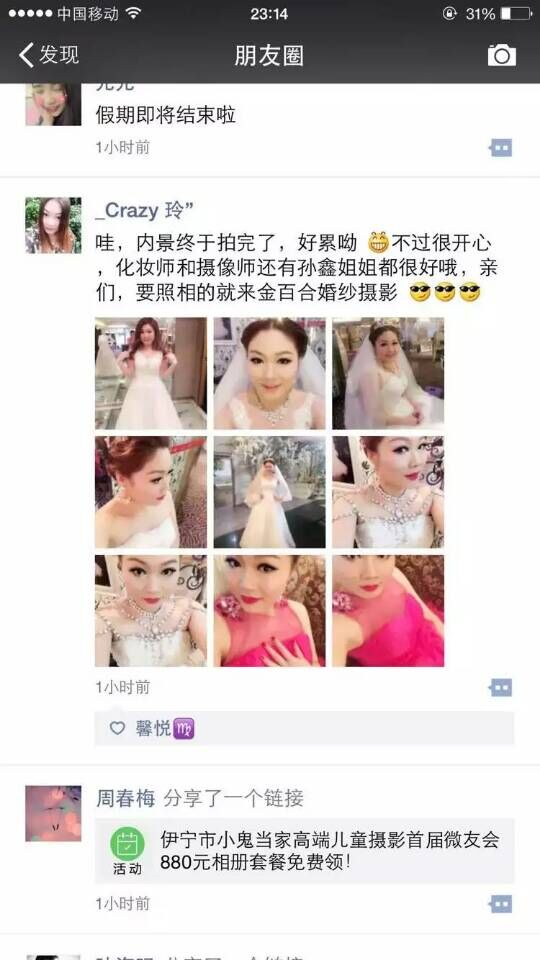 中国移动
23:14
31%
发现
朋友圈
假期即将结束啦
1小时前
_Crazy 玲”
哇，内景终于拍完了，好累呦 不过很开心
，化妆师和摄像师还有孙鑫姐姐都很好哦，亲
们，要照相的就来金百合婚纱摄影
1小时前
馨悦
周春梅 分享了一个链接
活动
伊宁市小鬼当家高端儿童摄影首届微友会
880元相册套餐免费领！
1小时前